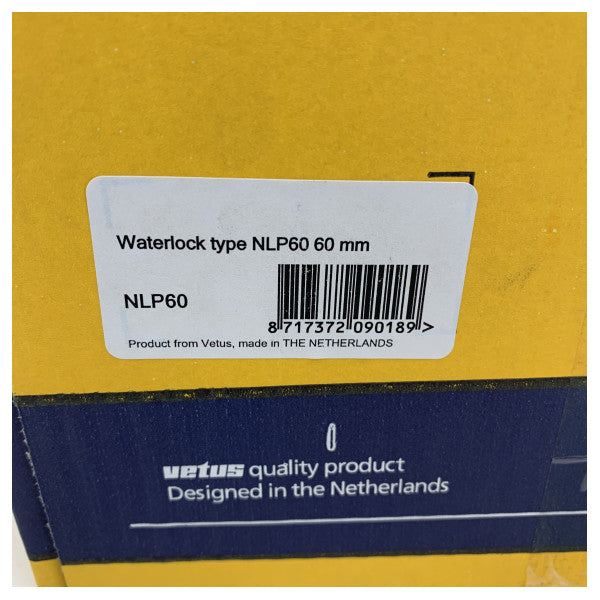 Waterlock type NLP60 60 mm
NLP60
8 717372 090189 >
Product from Vetus, made in THE NETHERLANDS
vetus quality product
Designed in the Netherlands